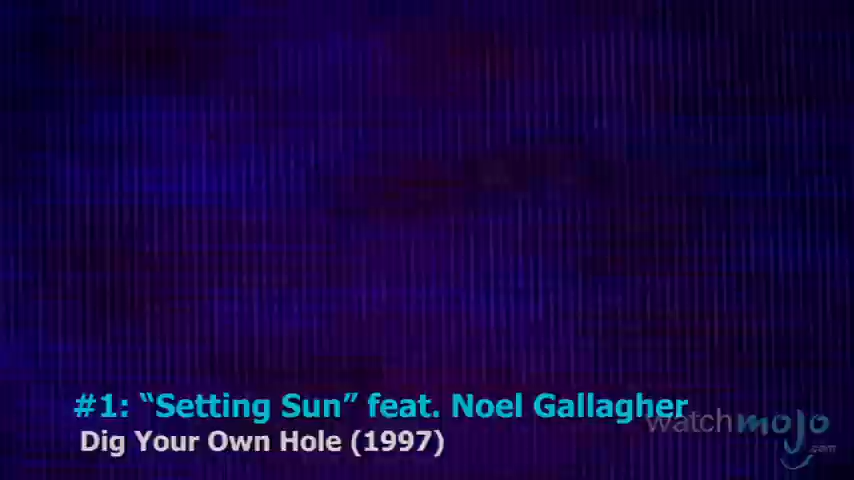 #1: “Setting Sun” feat. Noel Gallagher
watchmojo
.com
Dig Your Own Hole (1997)